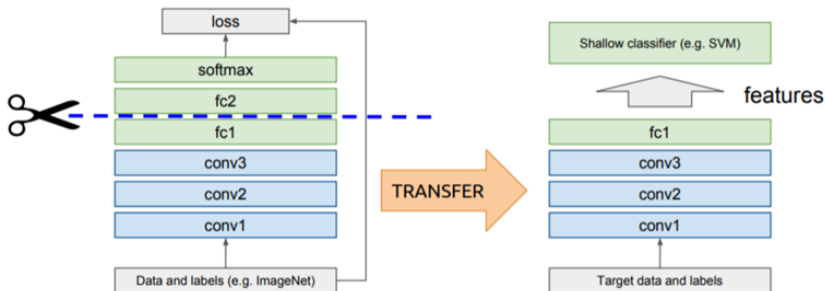 loss
softmax
fc2
fc1
conv3
conv2
conv1
Data and labels (e.g. ImageNet)
TRANSFER
Shallow classifier (e.g. SVM)
features
fc1
conv3
conv2
conv1
Target data and labels